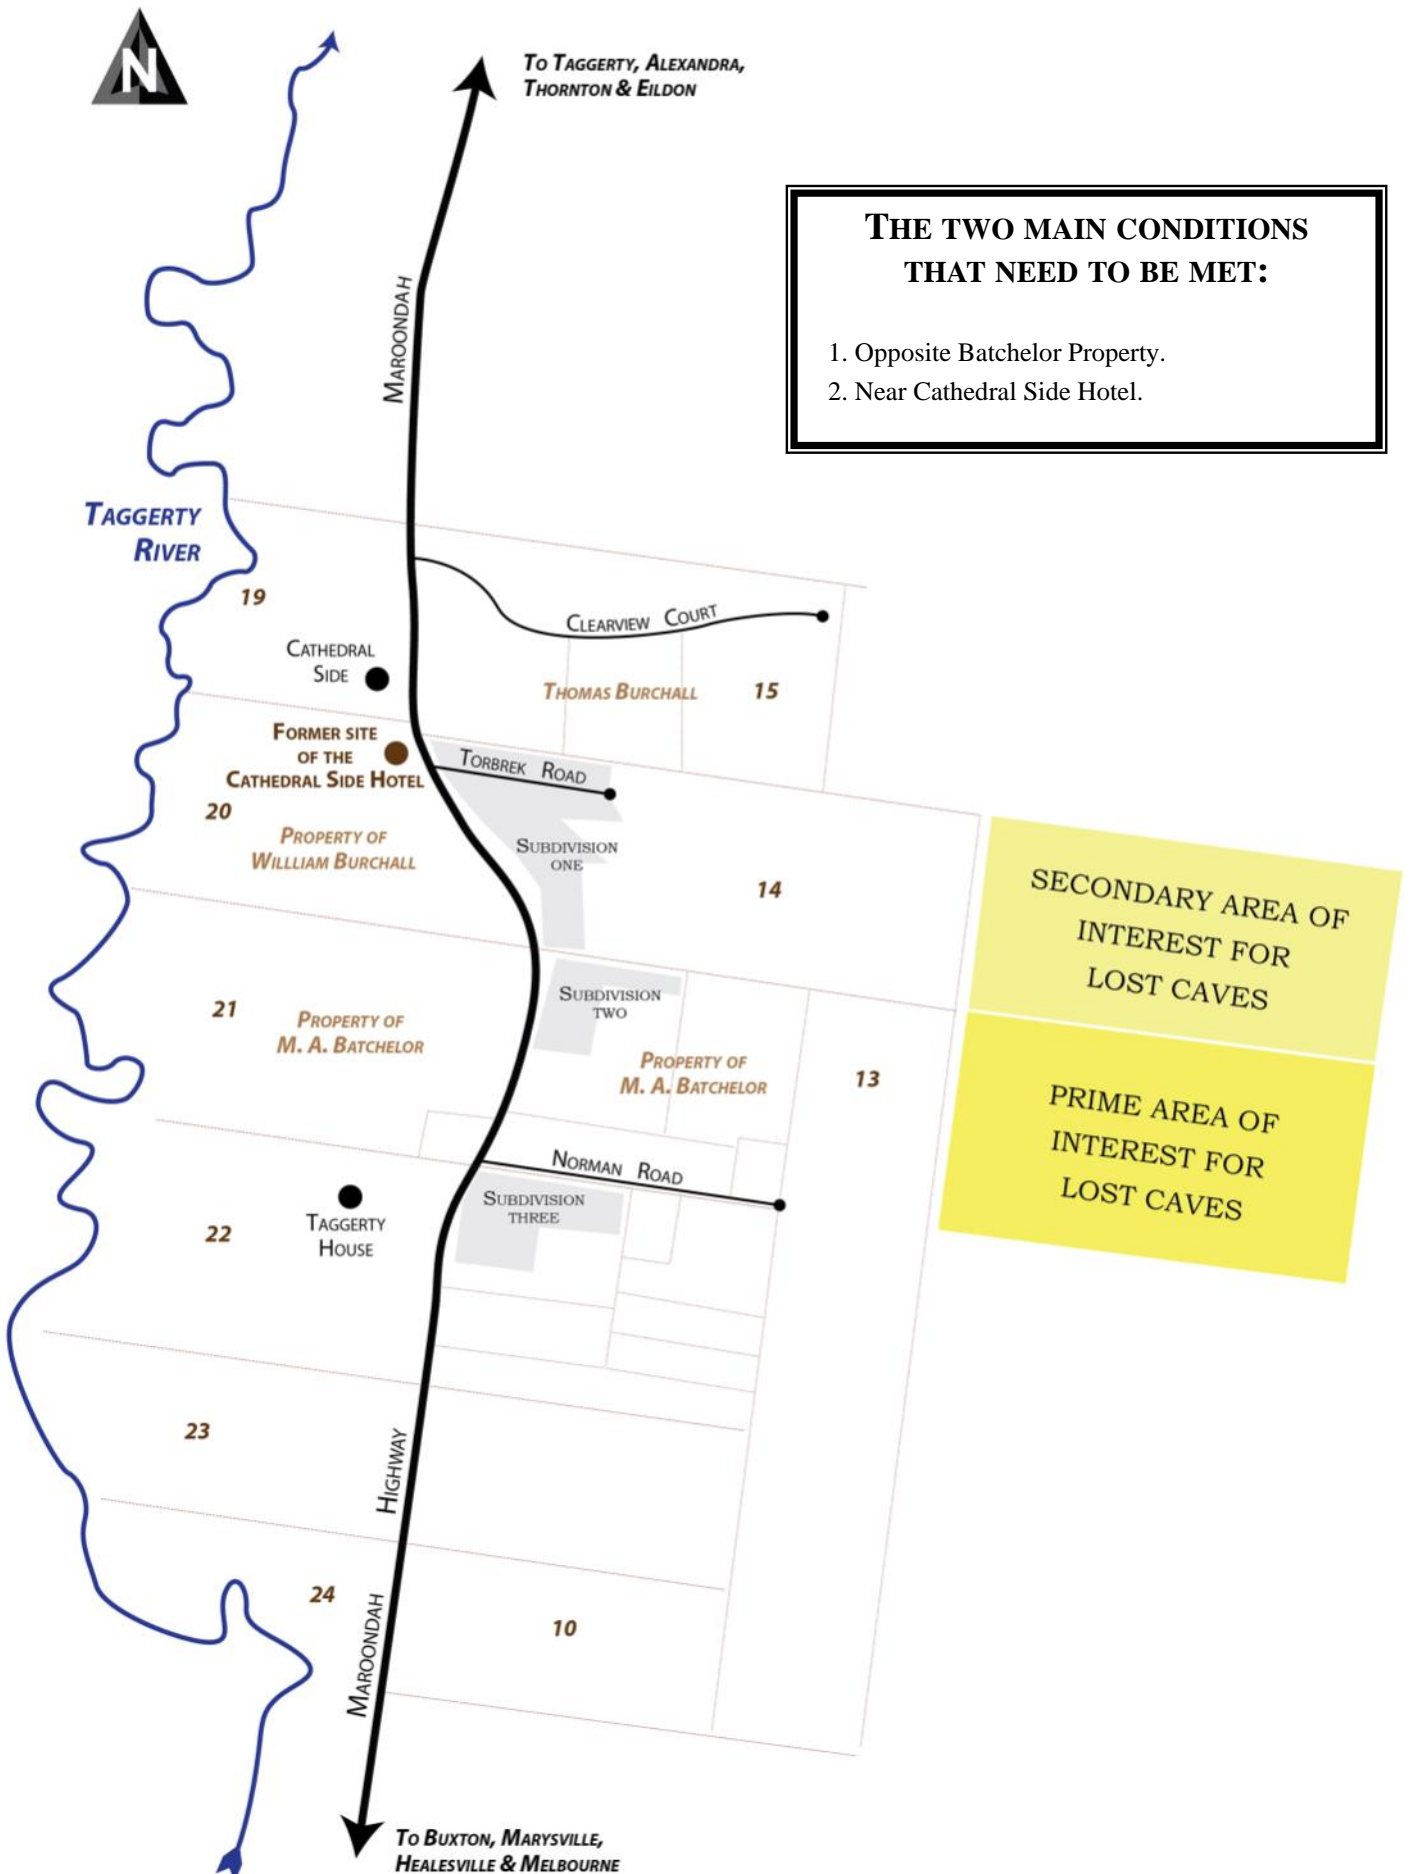 N
To Taggerty, Alexandra,
Thornton & Eildon
The two main conditions
that need to be met:
1. Opposite Batchelor Property.
2. Near Cathedral Side Hotel.
Maroondah
Taggerty
River
19
Clearview Court
Cathedral
Side
Thomas Burchall
15
Former site
of the
Cathedral Side Hotel
Torbrek Road
20
Property of
Willliam Burchall
Subdivision
one
14
SECONDARY AREA OF
INTEREST FOR
LOST CAVES
21
Property of
M. A. Batchelor
Subdivision
two
Property of
M. A. Batchelor
13
PRIME AREA OF
INTEREST FOR
LOST CAVES
Norman Road
Subdivision
three
22
Taggerty
House
23
Highway
24
10
Maroondah
To Buxton, Marysville,
Healesville & Melbourne